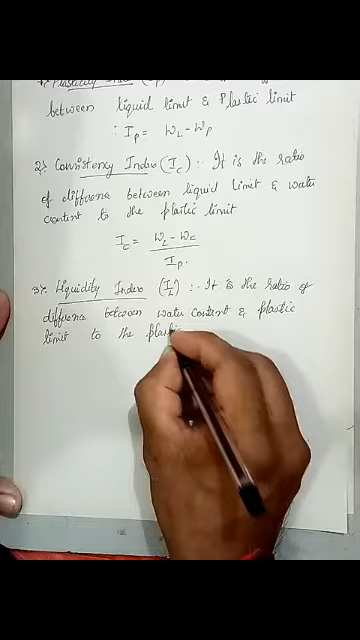 Plasticity
between liquid limit & Plastic limit
∴ Ip = WL - Wp
2) Consistency Index (Ic) :- It is the ratio
of difference between liquid limit & water
content to the plastic limit
Ic = WL - Wc / Ip.
3) Liquidity Index (IL) :- It is the ratio of
difference between water content & plastic
limit to the plasti